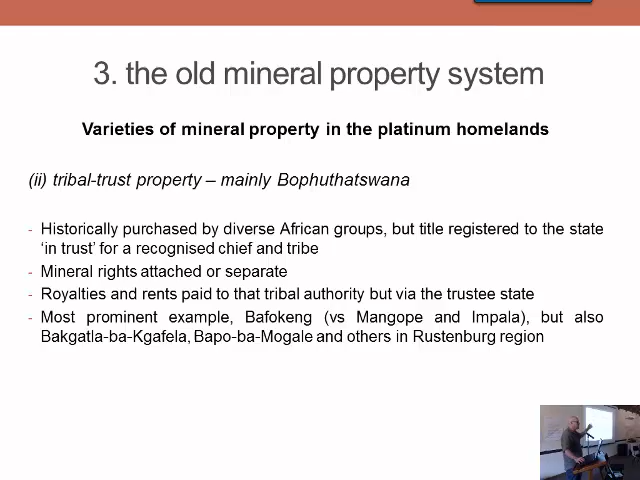 3. the old mineral property system
Varieties of mineral property in the platinum homelands
(ii) tribal-trust property – mainly Bophuthatswana
- Historically purchased by diverse African groups, but title registered to the state
‘in trust’ for a recognised chief and tribe
- Mineral rights attached or separate
- Royalties and rents paid to that tribal authority but via the trustee state
- Most prominent example, Bafokeng (vs Mangope and Impala), but also
Bakgatla-ba-Kgafela, Bapo-ba-Mogale and others in Rustenburg region